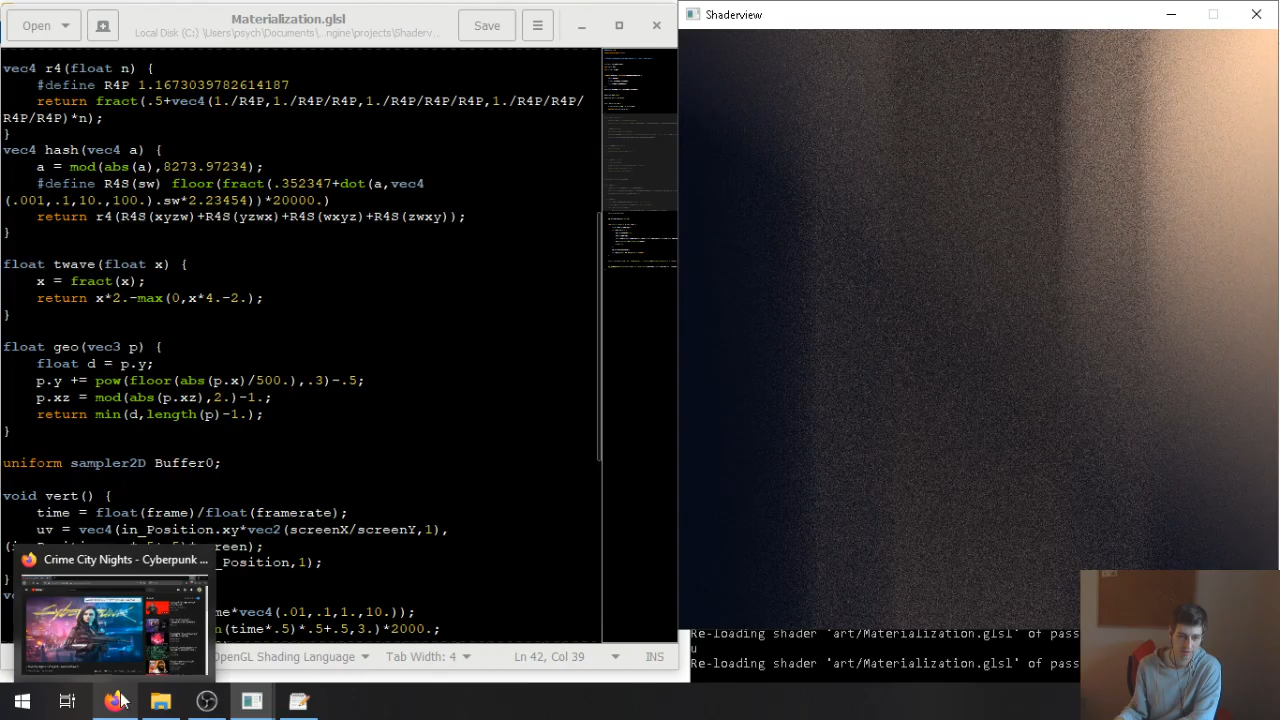 Open
Materialization.glsl
Local Disk (C:) \Users\psych\Documents\...ngine\projects\Shaderv...
Save
Shaderview
vec4 r4(float n) {
#define R4P 1.1673039782614187
return fract(.5+vec4(1./R4P,1./R4P/R4P,1./R4P/R4P/R4P,1./R4P/R4P/
R4P/R4P)*n);
}
vec4 hash(vec4 a) {
a = mod(abs(a),8273.97234);
#define R4S(sw) floor(fract(.352347+dot(a,vec4
(.001,.1,10.,100.).sw*2.23454))*20000.)
return r4(R4S(xyzw)+R4S(yzwx)+R4S(wxyz)+R4S(zwxy));
}
float twave(float x) {
x = fract(x);
return x*2.-max(0,x*4.-2.);
}
float geo(vec3 p) {
float d = p.y;
p.y += pow(floor(abs(p.x)/500.),.3)-.5;
p.xz = mod(abs(p.xz),2.)-1.;
return min(d,length(p)-1.);
}
uniform sampler2D Buffer0;
void vert() {
time = float(frame)/float(framerate);
uv = vec4(in_Position.xy*vec2(screenX/screenY,1),
Crime City Nights - Cyberpunk ...
_Position,1);
*vec4(.01,.1,1.,10.));
(time*.5)*.5+.5,3.)*2000.;
OpenGL Shading Language
Tab Width: 4
Ln 42, Col 39
INS
Re-loading shader 'art/Materialization.glsl' of pass
u
Re-loading shader 'art/Materialization.glsl' of pass